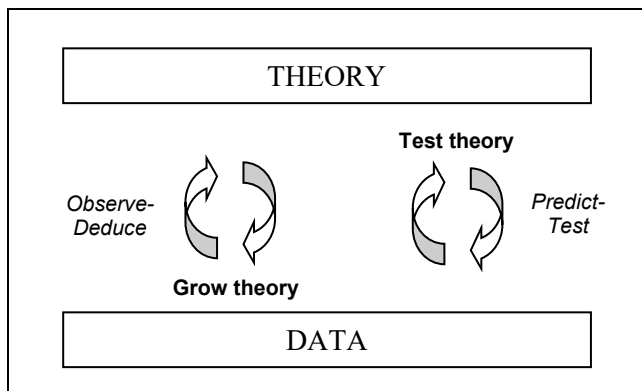 THEORY
Test theory
Observe-
Deduce
Predict-
Test
Grow theory
DATA